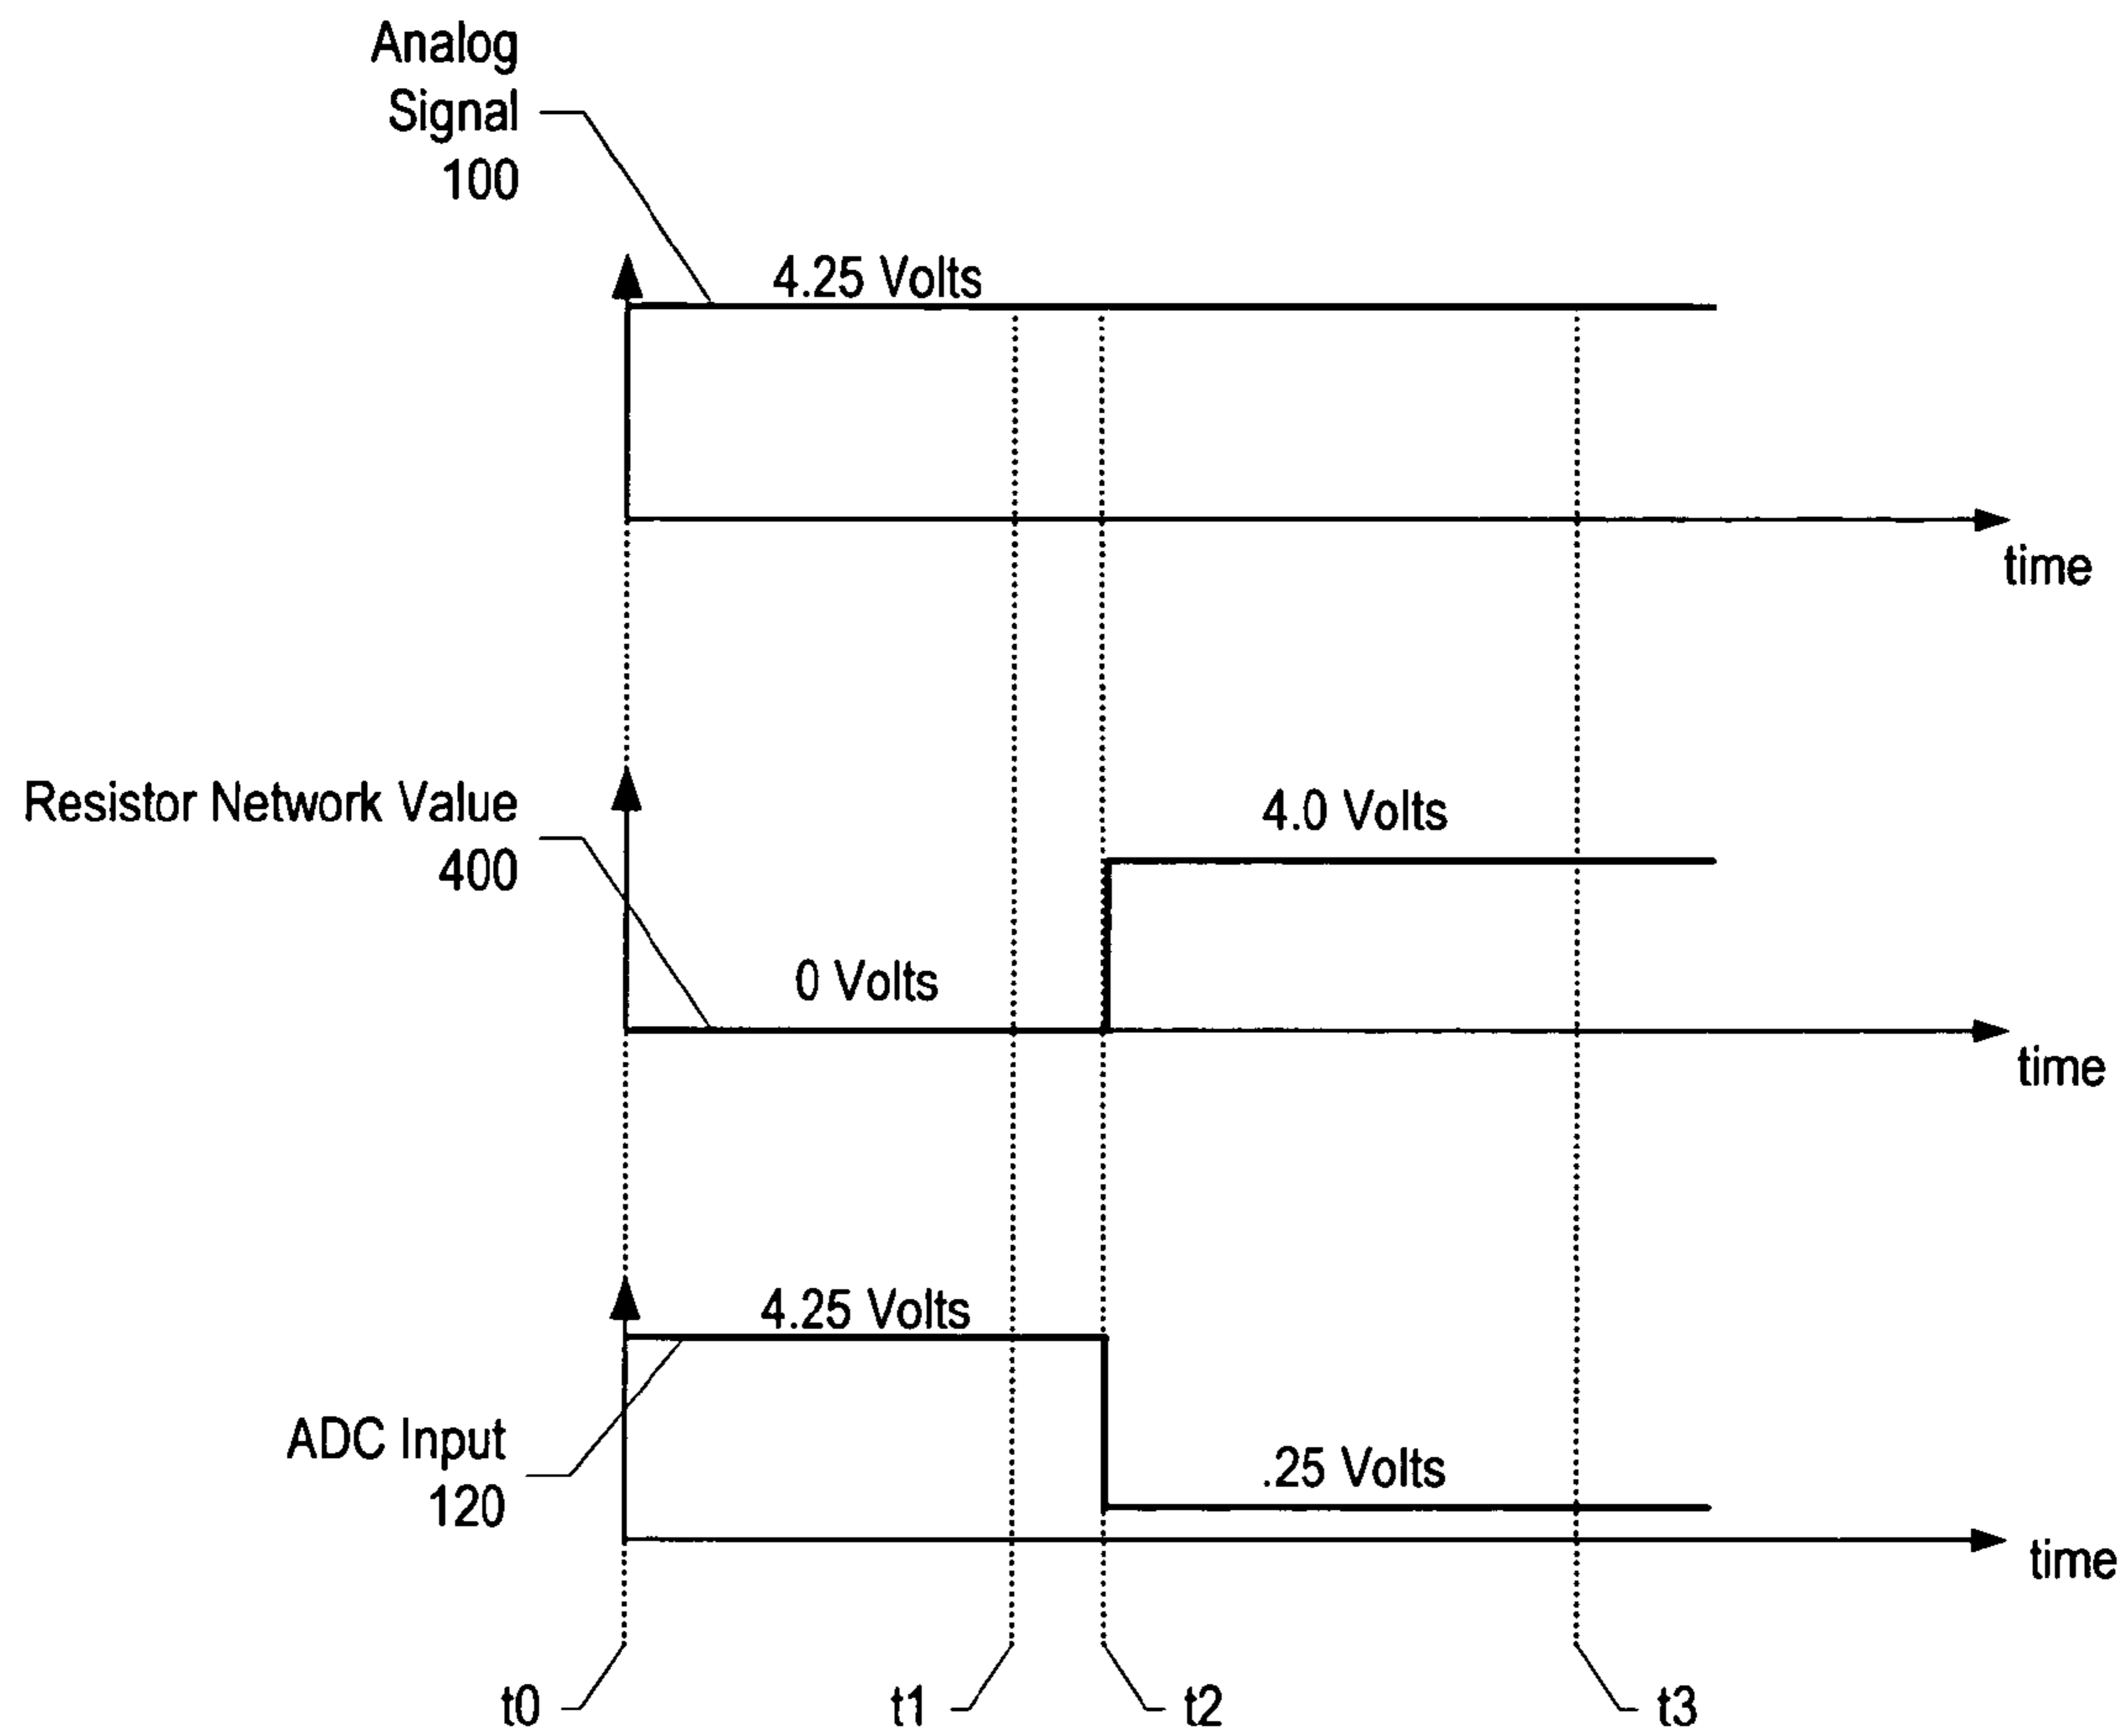 Analog
Signal
100
4.25 Volts
time
Resistor Network Value
400
4.0 Volts
0 Volts
time
4.25 Volts
ADC Input
120
.25 Volts
time
t0
t1
t2
t3